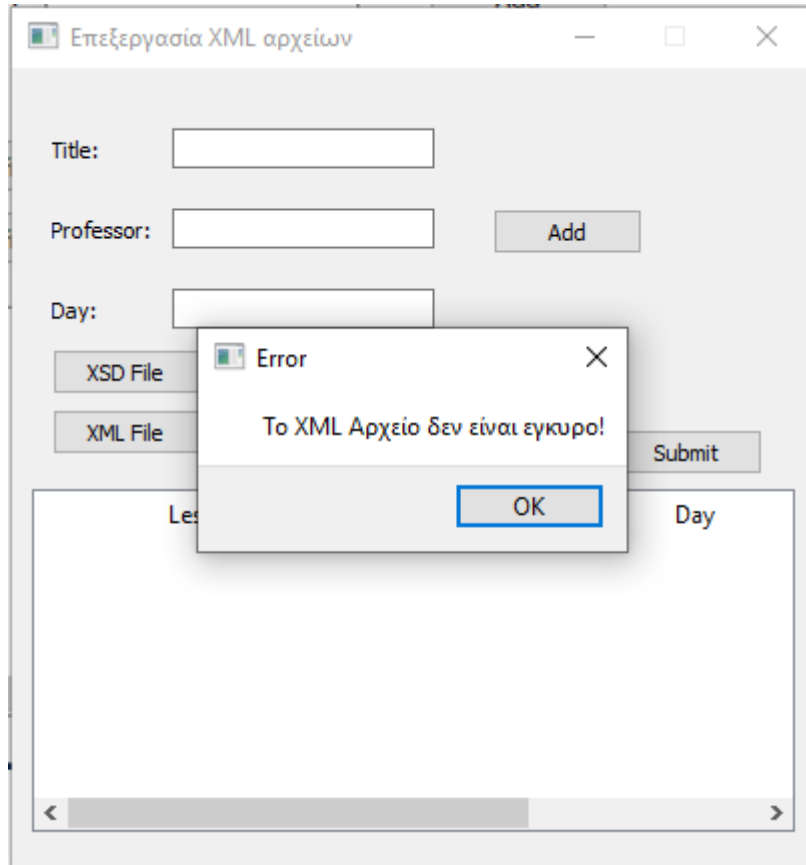 Επεξεργασία XML αρχείων
Title:
Professor:
Add
Day:
XSD File
Error
Το XML Αρχείο δεν είναι εγκυρο!
XML File
Submit
OK
Day